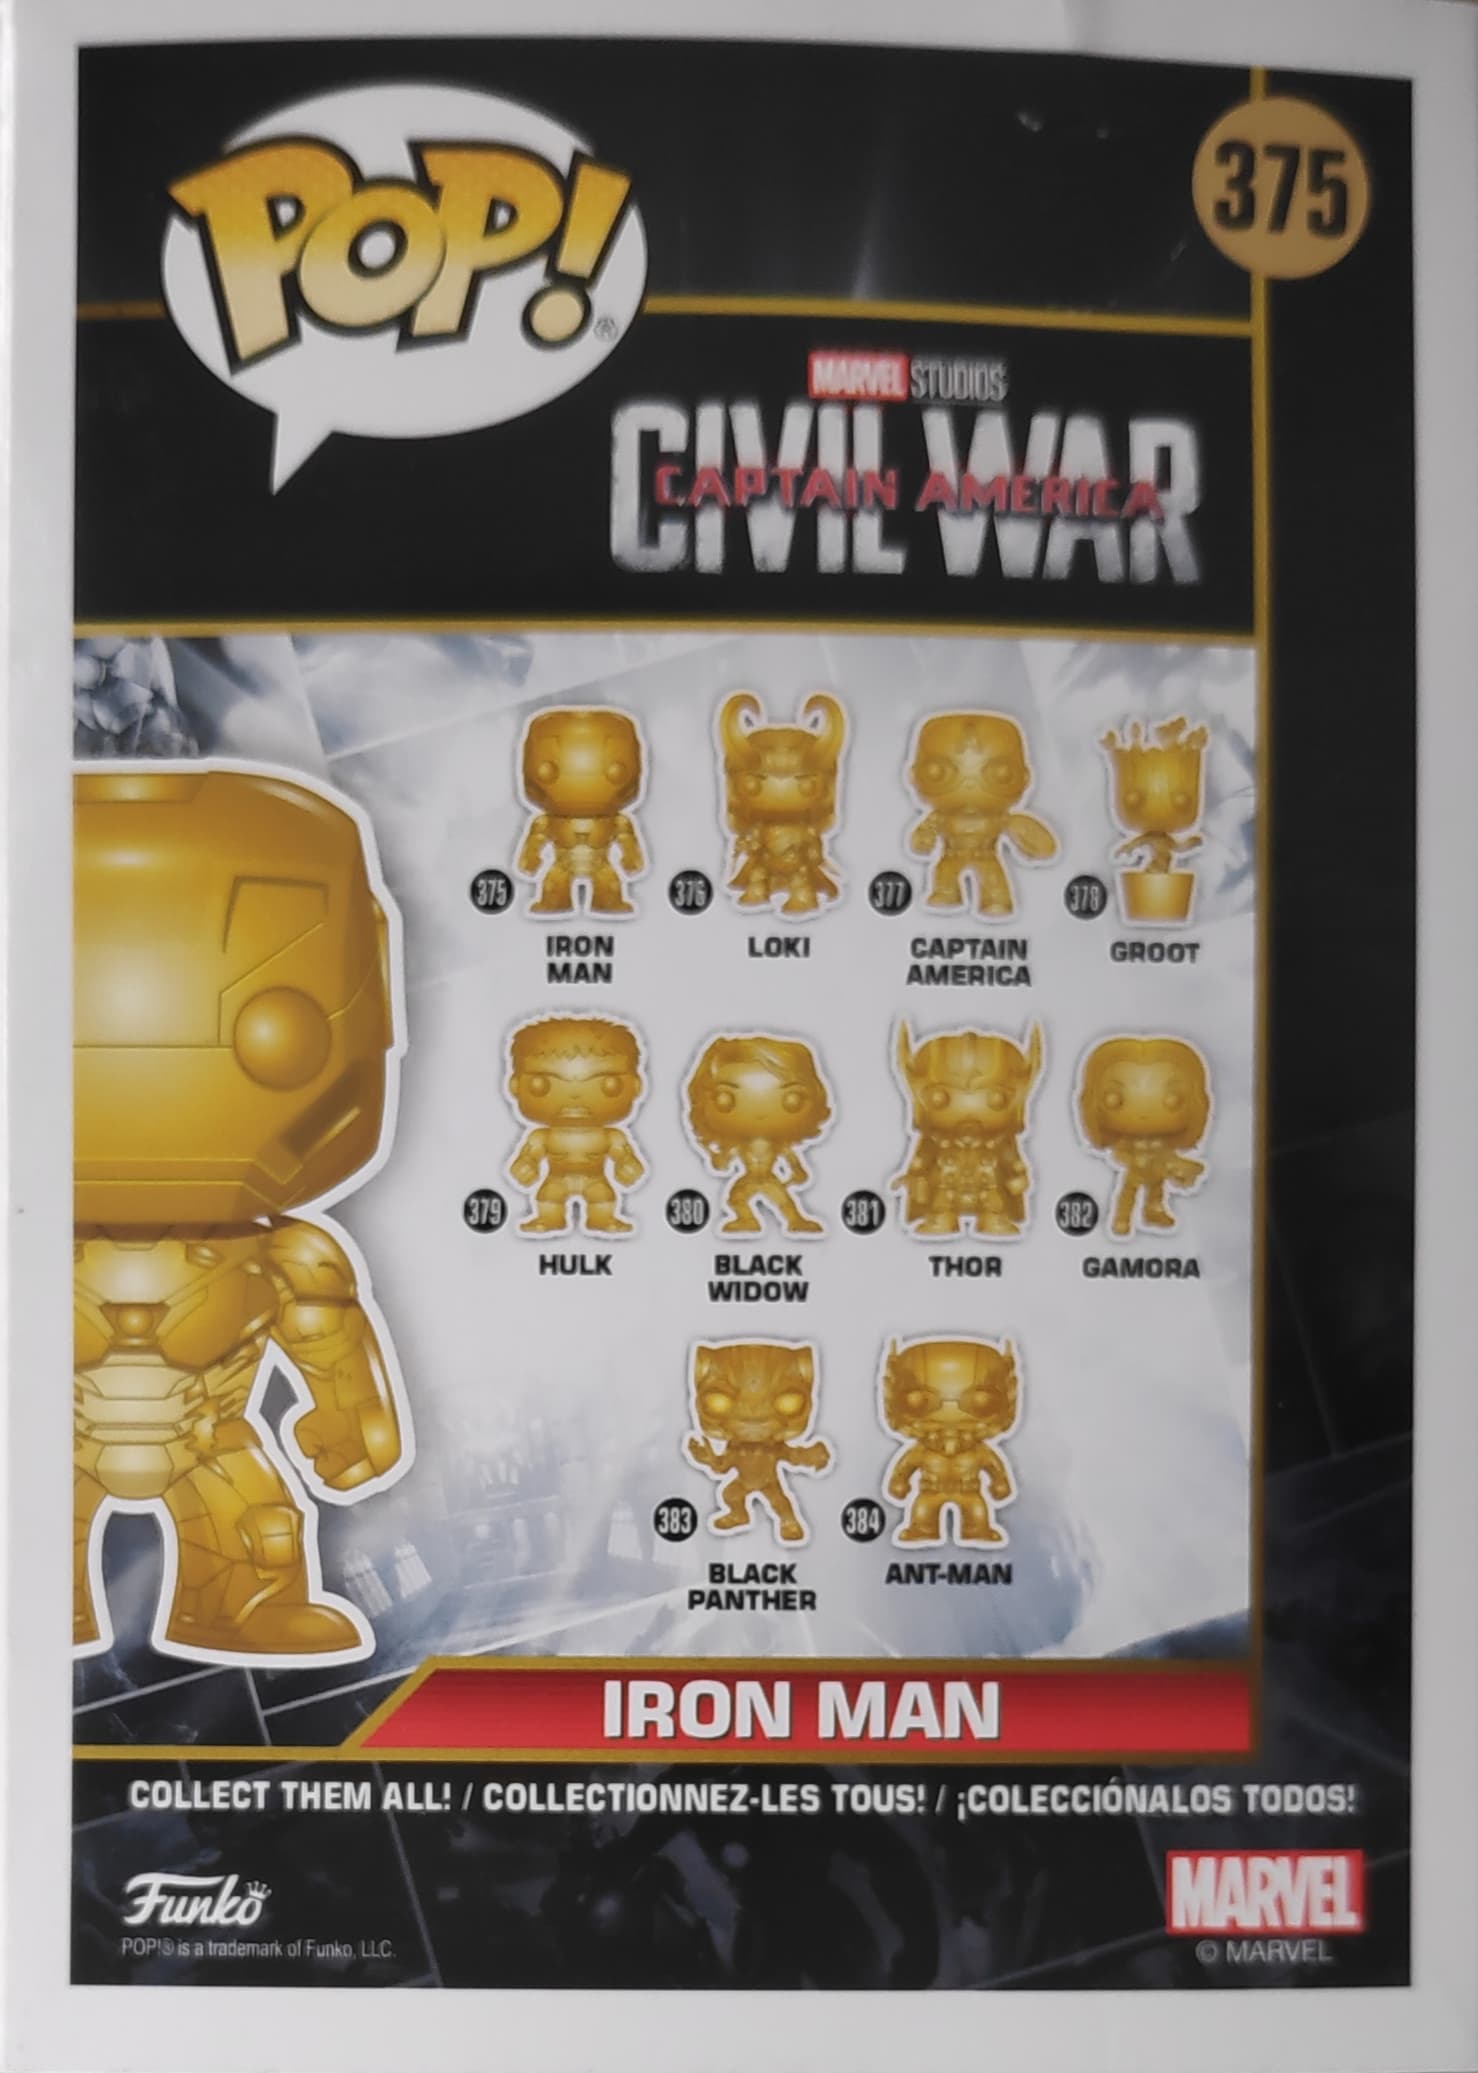 POP!®
375
MARVEL STUDIOS
CIVIL WAR
CAPTAIN AMERICA
375
376
377
378
IRON
MAN
LOKI
CAPTAIN
AMERICA
GROOT
379
380
381
382
HULK
BLACK
WIDOW
THOR
GAMORA
383
384
BLACK
PANTHER
ANT-MAN
IRON MAN
COLLECT THEM ALL! / COLLECTIONNEZ-LES TOUS! / ¡COLECCIÓNALOS TODOS!
Funko
POP!® is a trademark of Funko, LLC.
MARVEL
© MARVEL